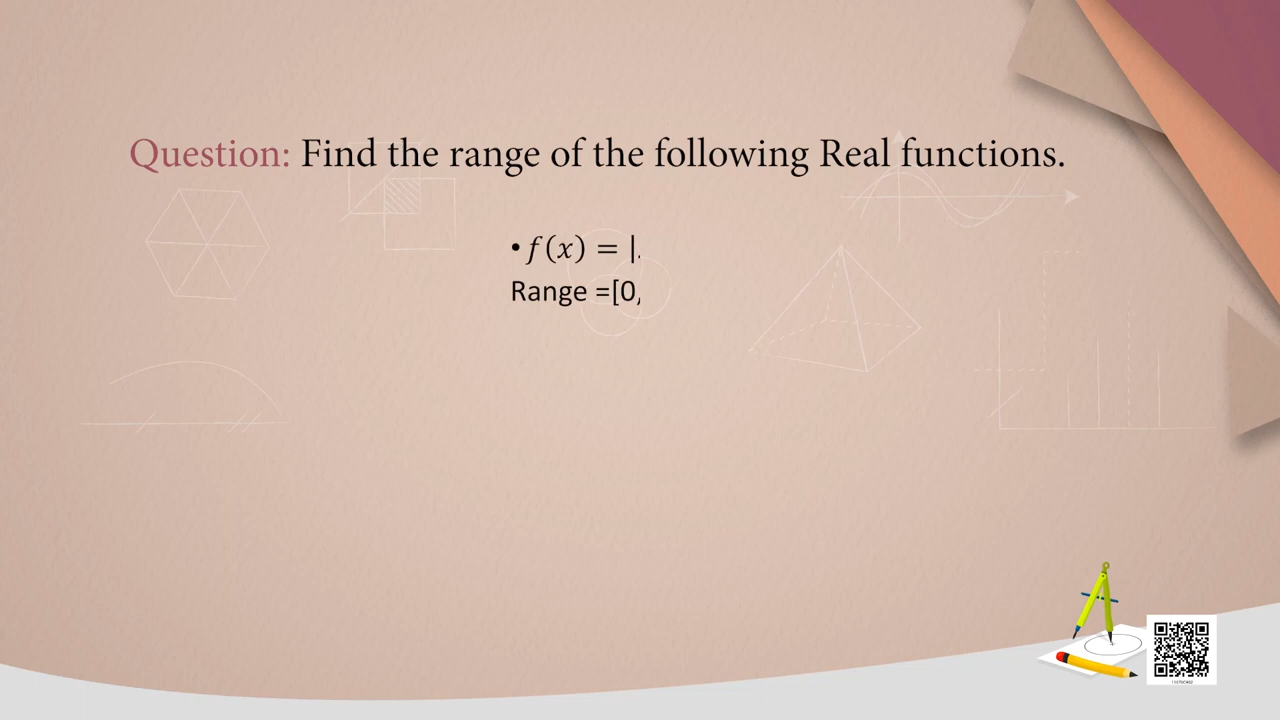 Question: Find the range of the following Real functions.
• f(x) = |
Range =[0,